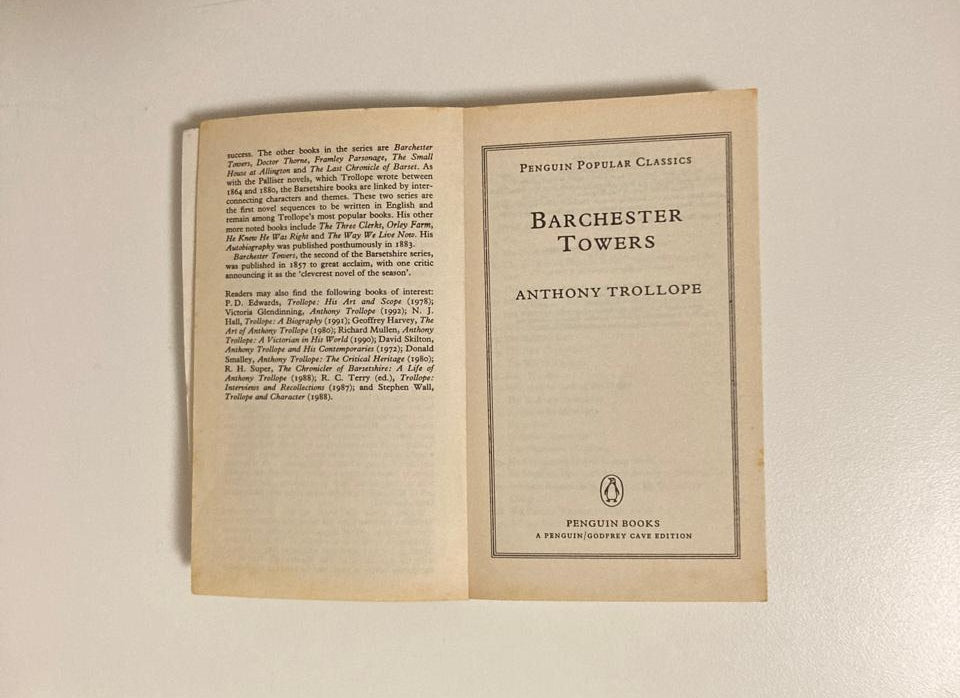 success. The other books in the series are Barchester
Towers, Doctor Thorne, Framley Parsonage, The Small
House at Allington and The Last Chronicle of Barset. As
with the Palliser novels, which Trollope wrote between
1864 and 1880, the Barsetshire books are linked by inter-
connecting characters and themes. These two series are
the first novel sequences to be written in English and
remain among Trollope's most popular books. His other
more noted books include The Three Clerks, Orley Farm,
He Knew He Was Right and The Way We Live Now. His
Autobiography was published posthumously in 1883.
Barchester Towers, the second of the Barsetshire series,
was published in 1857 to great acclaim, with one critic
announcing it as the 'cleverest novel of the season'.
Readers may also find the following books of interest:
P. D. Edwards, Trollope: His Art and Scope (1978);
Victoria Glendinning, Anthony Trollope (1992); N. J.
Hall, Trollope: A Biography (1991); Geoffrey Harvey, The
Art of Anthony Trollope (1980); Richard Mullen, Anthony
Trollope: A Victorian in His World (1990); David Skilton,
Anthony Trollope and His Contemporaries (1972); Donald
Smalley, Anthony Trollope: The Critical Heritage (1980);
R. H. Super, The Chronicler of Barsetshire: A Life of
Anthony Trollope (1988); R. C. Terry (ed.), Trollope:
Interviews and Recollections (1987); and Stephen Wall,
Trollope and Character (1988).
PENGUIN POPULAR CLASSICS
BARCHESTER
TOWERS
ANTHONY TROLLOPE
PENGUIN BOOKS
A PENGUIN/GODFREY CAVE EDITION